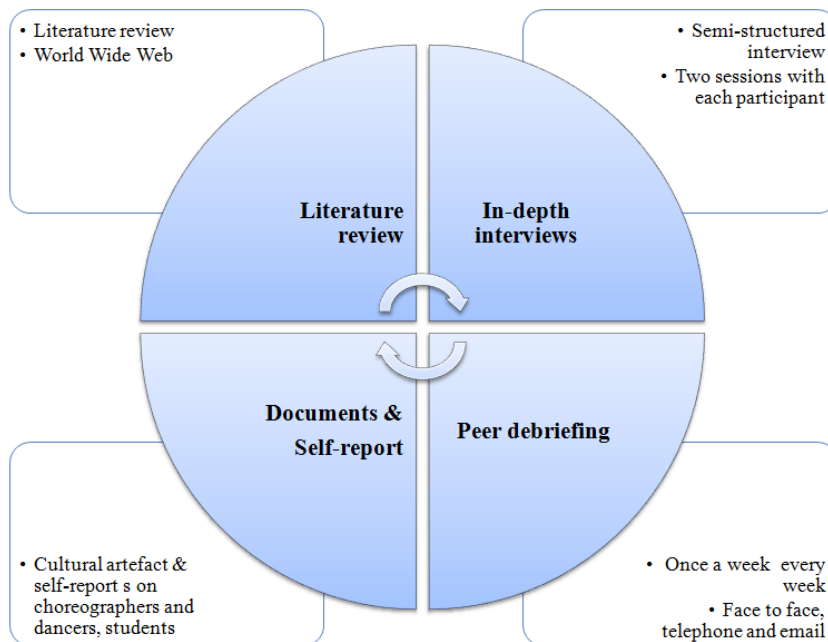 • Literature review
• World Wide Web
• Semi-structured
interview
• Two sessions with
each participant
Literature
review
In-depth
interviews
Documents &
Self-report
Peer debriefing
• Cultural artefact &
self-report s on
choreographers and
dancers, students
• Once a week every
week
• Face to face,
telephone and email